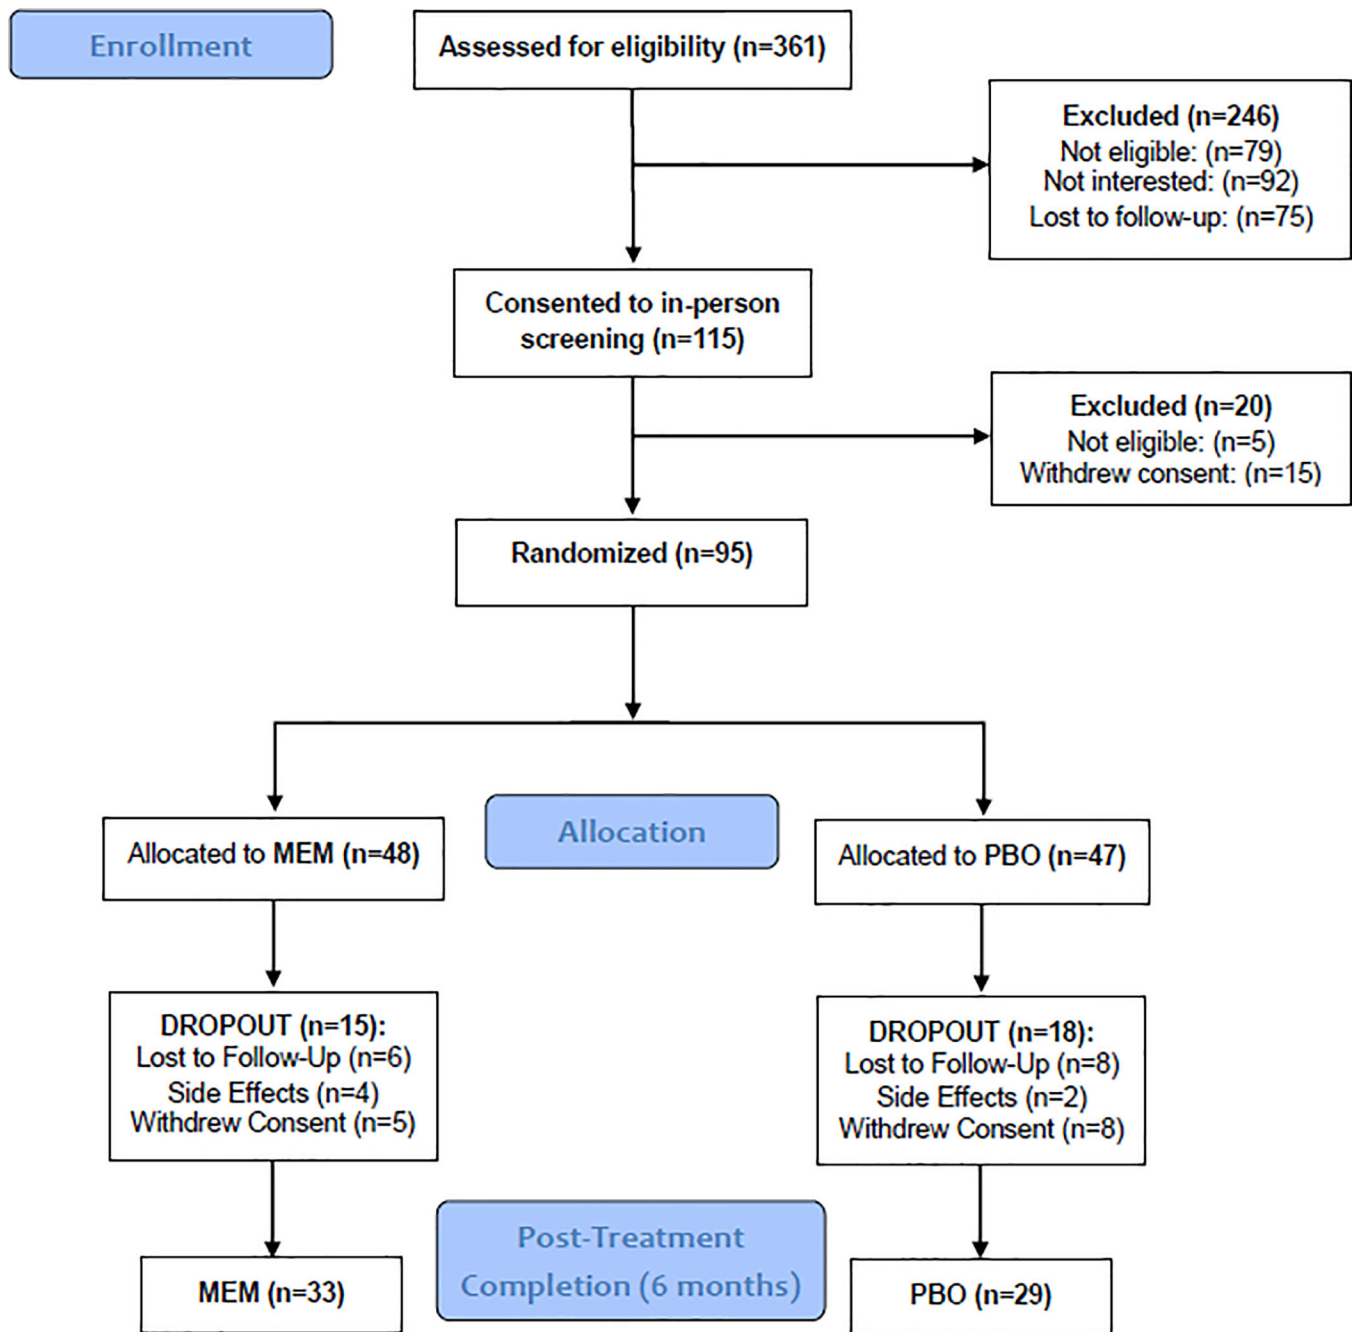 Enrollment
Assessed for eligibility (n=361)
Excluded (n=246)
Not eligible: (n=79)
Not interested: (n=92)
Lost to follow-up: (n=75)
Consented to in-person
screening (n=115)
Excluded (n=20)
Not eligible: (n=5)
Withdrew consent: (n=15)
Randomized (n=95)
Allocation
Allocated to MEM (n=48)
Allocated to PBO (n=47)
DROPOUT (n=15):
Lost to Follow-Up (n=6)
Side Effects (n=4)
Withdrew Consent (n=5)
DROPOUT (n=18):
Lost to Follow-Up (n=8)
Side Effects (n=2)
Withdrew Consent (n=8)
Post-Treatment
Completion (6 months)
MEM (n=33)
PBO (n=29)